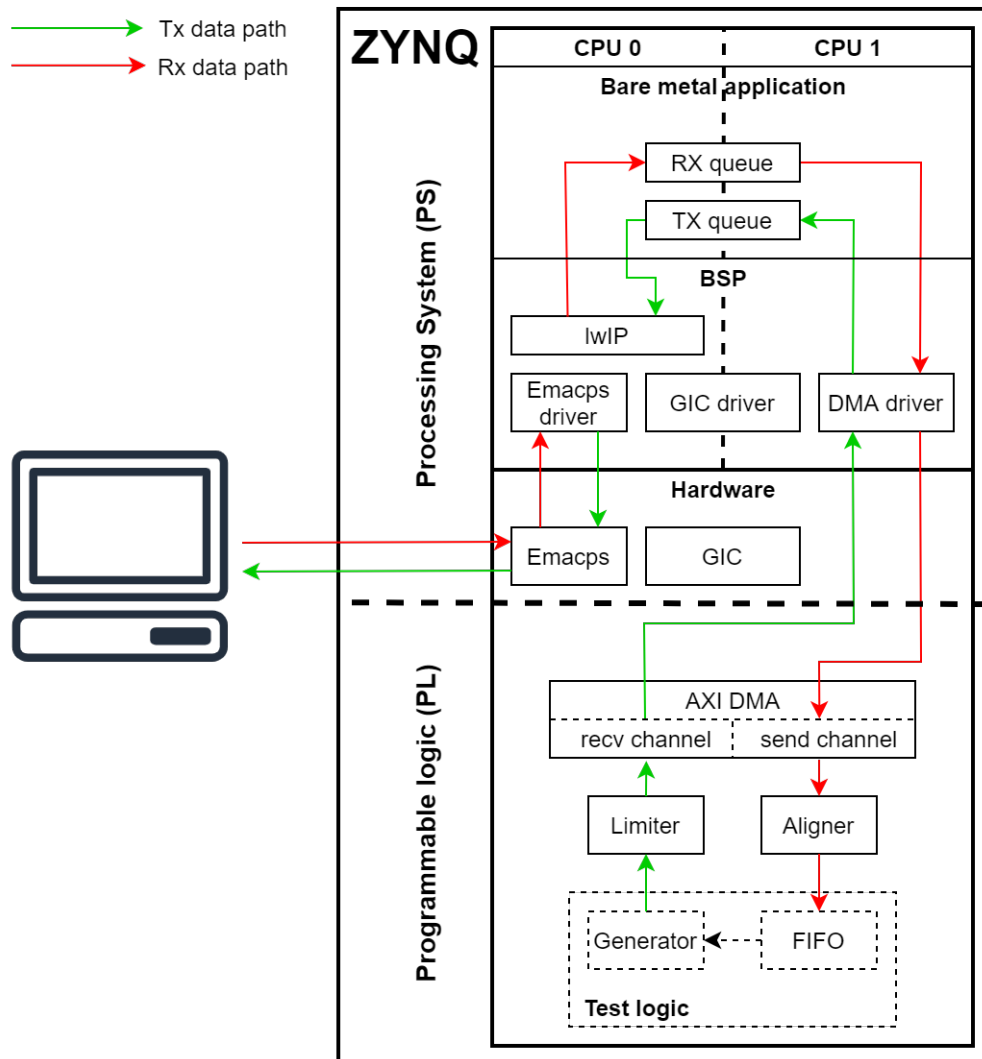 Tx data path
Rx data path
ZYNQ
CPU 0
CPU 1
Bare metal application
RX queue
TX queue
Processing System (PS)
BSP
lwIP
Emacps
driver
GIC driver
DMA driver
Hardware
Emacps
GIC
Programmable logic (PL)
AXI DMA
recv channel
send channel
Limiter
Aligner
Generator
FIFO
Test logic